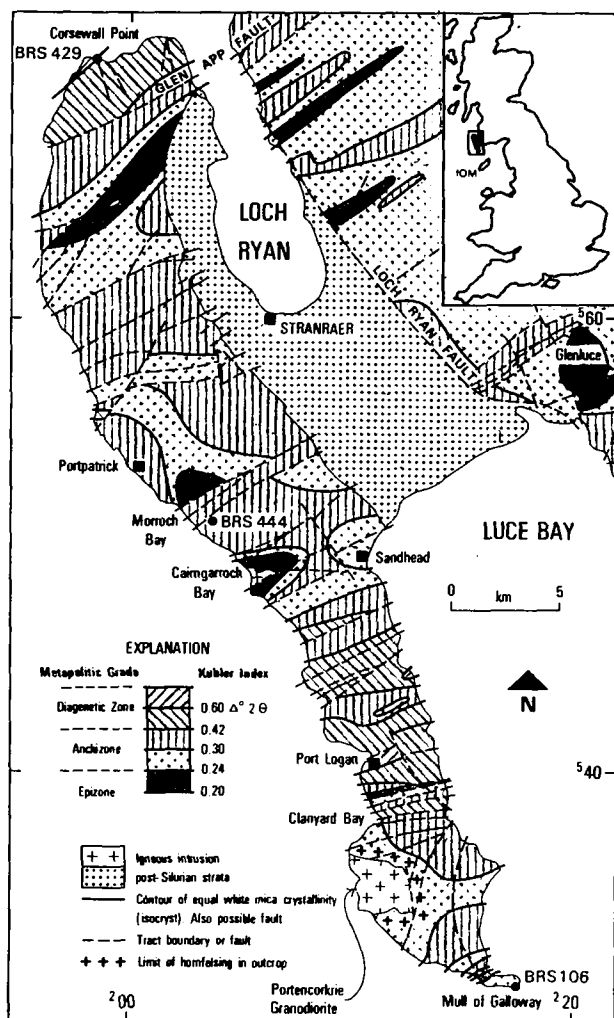 Corsewall Point
BRS 429
GLEN APP FAULT
LOCH
RYAN
IOM
STRANRAER
LOCH RYAN FAULT
⁵60
Glenluce
Portpatrick
Morroch
Bay
BRS 444
LUCE BAY
Cairngarrock
Bay
Sandhead
0 5
km
N
EXPLANATION
Metapelitic Grade Kubler Index
Diagenetic Zone 0.60 Δ° 2 θ
0.42
Anchizone 0.30
0.24
Epizone 0.20
Port Logan
⁵40
Clanyard Bay
Igneous intrusion
post-Silurian strata
Contour of equal white mica crystallinity
(isocryst). Also possible fault
Tract boundary or fault
Limit of hornfelsing in outcrop
Portencorkrie
Granodiorite
BRS 106
Mull of Galloway
²00
²20